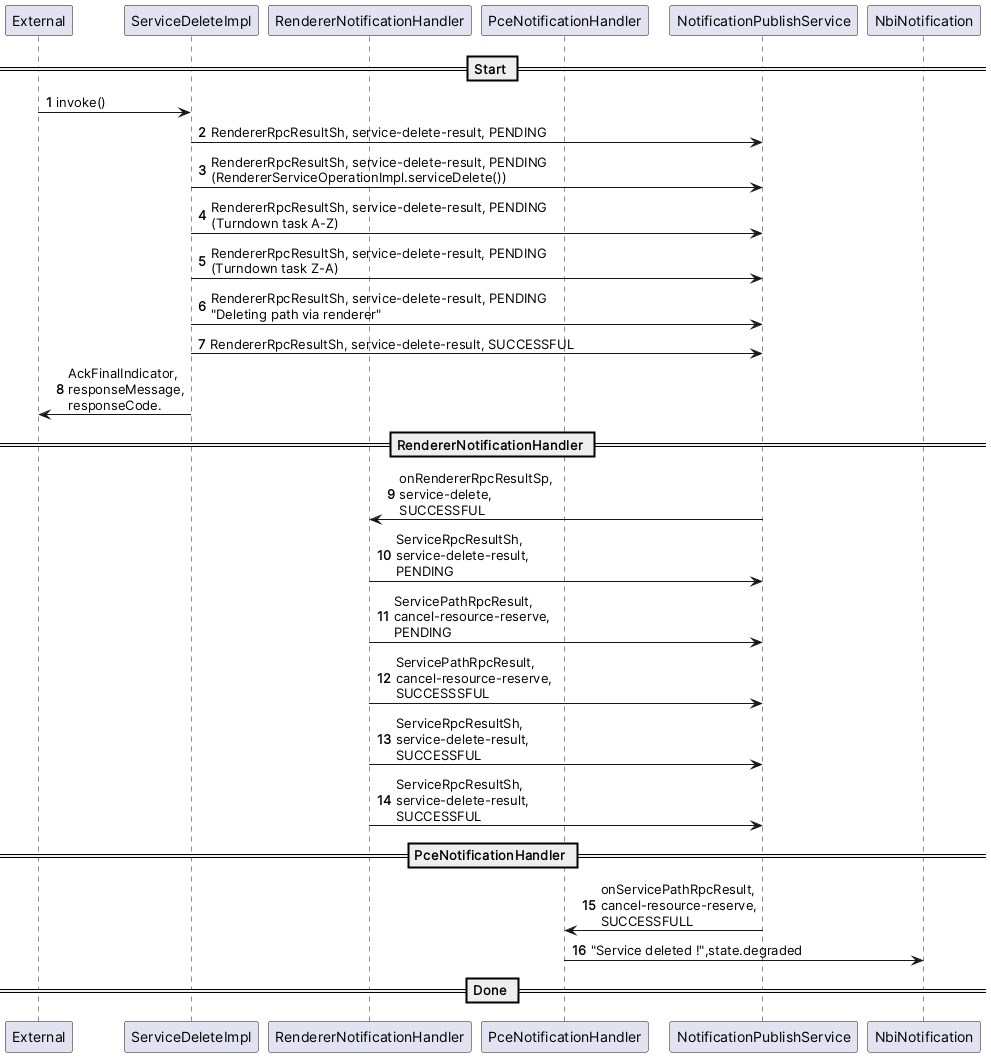 External ServiceDeleteImpl RendererNotificationHandler PceNotificationHandler NotificationPublishService NbiNotification
Start
1 invoke()
2 RendererRpcResultSh, service-delete-result, PENDING
3 RendererRpcResultSh, service-delete-result, PENDING
(RendererServiceOperationImpl.serviceDelete())
4 RendererRpcResultSh, service-delete-result, PENDING
(Turndown task A-Z)
5 RendererRpcResultSh, service-delete-result, PENDING
(Turndown task Z-A)
6 RendererRpcResultSh, service-delete-result, PENDING
"Deleting path via renderer"
7 RendererRpcResultSh, service-delete-result, SUCCESSFUL
AckFinalIndicator,
8 responseMessage,
responseCode.
RendererNotificationHandler
onRendererRpcResultSp,
9 service-delete,
SUCCESSFUL
ServiceRpcResultSh,
10 service-delete-result,
PENDING
ServicePathRpcResult,
11 cancel-resource-reserve,
PENDING
ServicePathRpcResult,
12 cancel-resource-reserve,
SUCCESSSFUL
ServiceRpcResultSh,
13 service-delete-result,
SUCCESSFUL
ServiceRpcResultSh,
14 service-delete-result,
SUCCESSFUL
PceNotificationHandler
onServicePathRpcResult,
15 cancel-resource-reserve,
SUCCESSFULL
16 "Service deleted !",state.degraded
Done
External ServiceDeleteImpl RendererNotificationHandler PceNotificationHandler NotificationPublishService NbiNotification